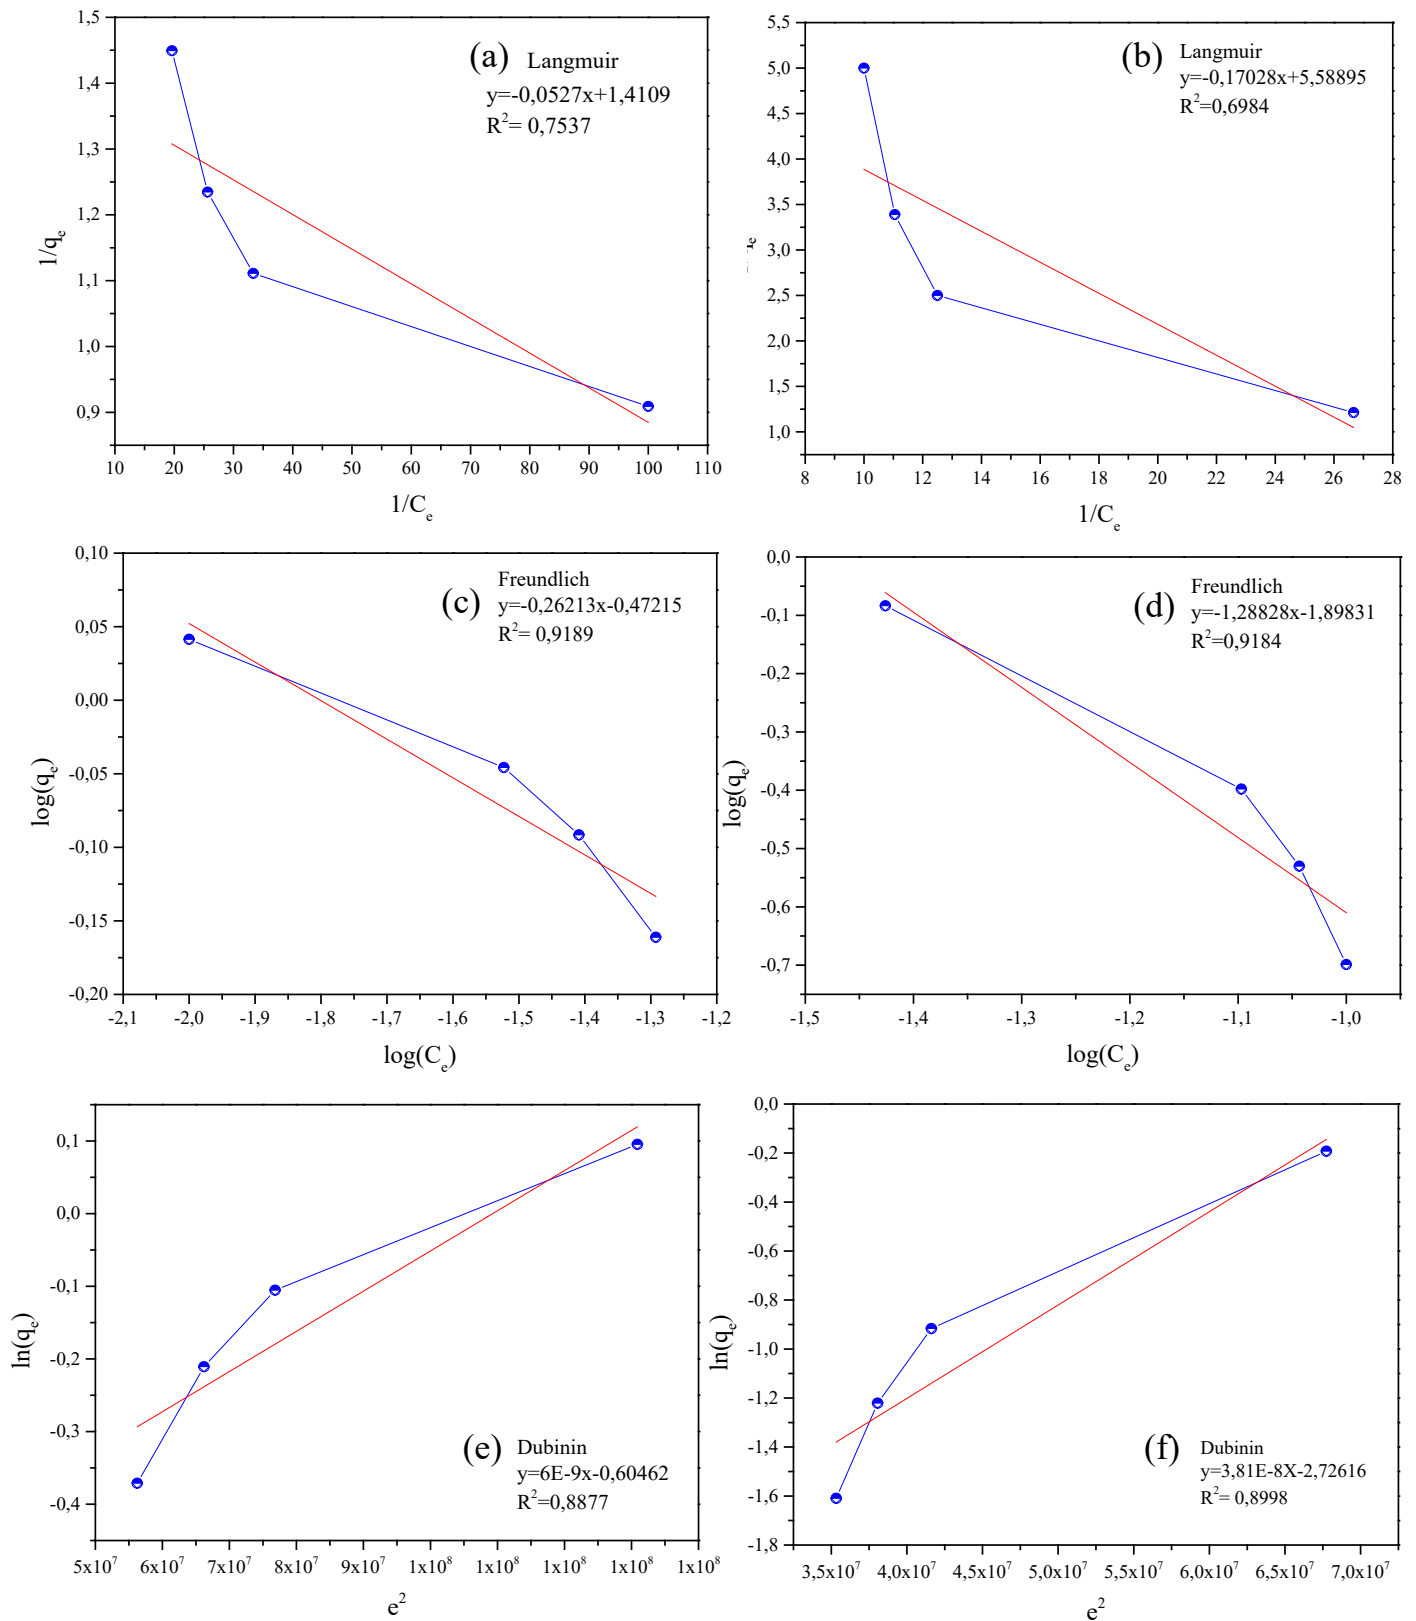 (a) Langmuir
y=-0,0527x+1,4109
R²= 0,7537
1,5
1,4
1,3
1,2
1,1
1,0
0,9
1/qₑ
10 20 30 40 50 60 70 80 90 100 110
1/Cₑ
(b) Langmuir
y=-0,17028x+5,58895
R²=0,6984
5,0
4,5
4,0
3,5
3,0
2,5
2,0
1,5
1,0
8 10 12 14 16 18 20 22 24 26 28
1/Cₑ
(c) Freundlich
y=-0,26213x-0,47215
R²= 0,9189
0,10
0,05
0,00
-0,05
-0,10
-0,15
-0,20
log(qₑ)
-2,1 -2,0 -1,9 -1,8 -1,7 -1,6 -1,5 -1,4 -1,3 -1,2
log(Cₑ)
(d) Freundlich
y=-1,28828x-1,89831
R²=0,9184
0,0
-0,1
-0,2
-0,3
-0,4
-0,5
-0,6
-0,7
log(qₑ)
-1,5 -1,4 -1,3 -1,2 -1,1 -1,0
log(Cₑ)
(e) Dubinin
y=6E-9x-0,60462
R²=0,8877
0,1
0,0
-0,1
-0,2
-0,3
-0,4
ln(qₑ)
5x10⁷ 6x10⁷ 7x10⁷ 8x10⁷ 9x10⁷ 1x10⁸ 1x10⁸ 1x10⁸ 1x10⁸ 1x10⁸
e²
(f) Dubinin
y=3,81E-8X-2,72616
R²= 0,8998
0,0
-0,2
-0,4
-0,6
-0,8
-1,0
-1,2
-1,4
-1,6
-1,8
ln(qₑ)
3,5x10⁷ 4,0x10⁷ 4,5x10⁷ 5,0x10⁷ 5,5x10⁷ 6,0x10⁷ 6,5x10⁷ 7,0x10⁷
e²